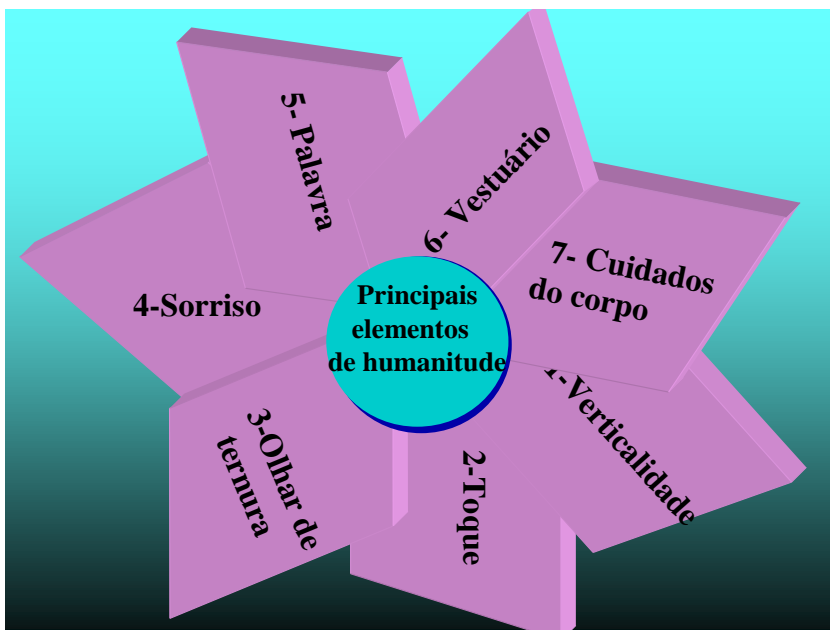 Principais
elementos
de humanitude
1-Verticalidade
2-Toque
3-Olhar de
ternura
4-Sorriso
5- Palavra
6- Vestuário
7- Cuidados
do corpo